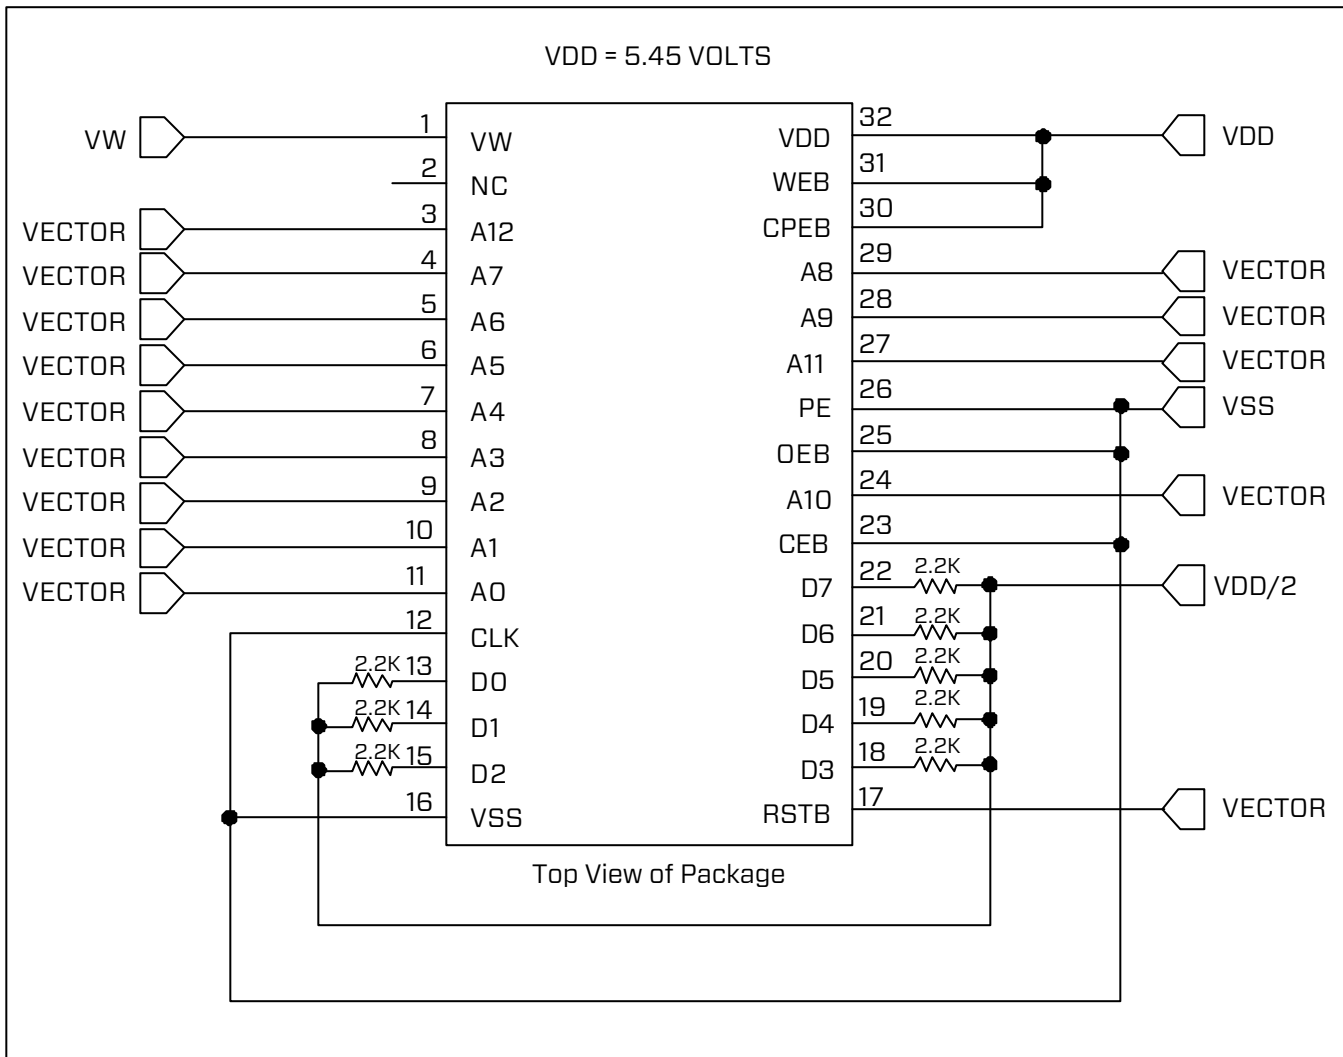 VDD = 5.45 VOLTS
VW 1 VW VDD 32 VDD
2 NC WEB 31
VECTOR 3 A12 CPEB 30
VECTOR 4 A7 A8 29 VECTOR
VECTOR 5 A6 A9 28 VECTOR
VECTOR 6 A5 A11 27 VECTOR
VECTOR 7 A4 PE 26 VSS
VECTOR 8 A3 OEB 25
VECTOR 9 A2 A10 24 VECTOR
VECTOR 10 A1 CEB 23
VECTOR 11 A0 D7 22 2.2K VDD/2
12 CLK D6 21 2.2K
2.2K 13 D0 D5 20 2.2K
2.2K 14 D1 D4 19 2.2K
2.2K 15 D2 D3 18 2.2K
16 VSS RSTB 17 VECTOR
Top View of Package